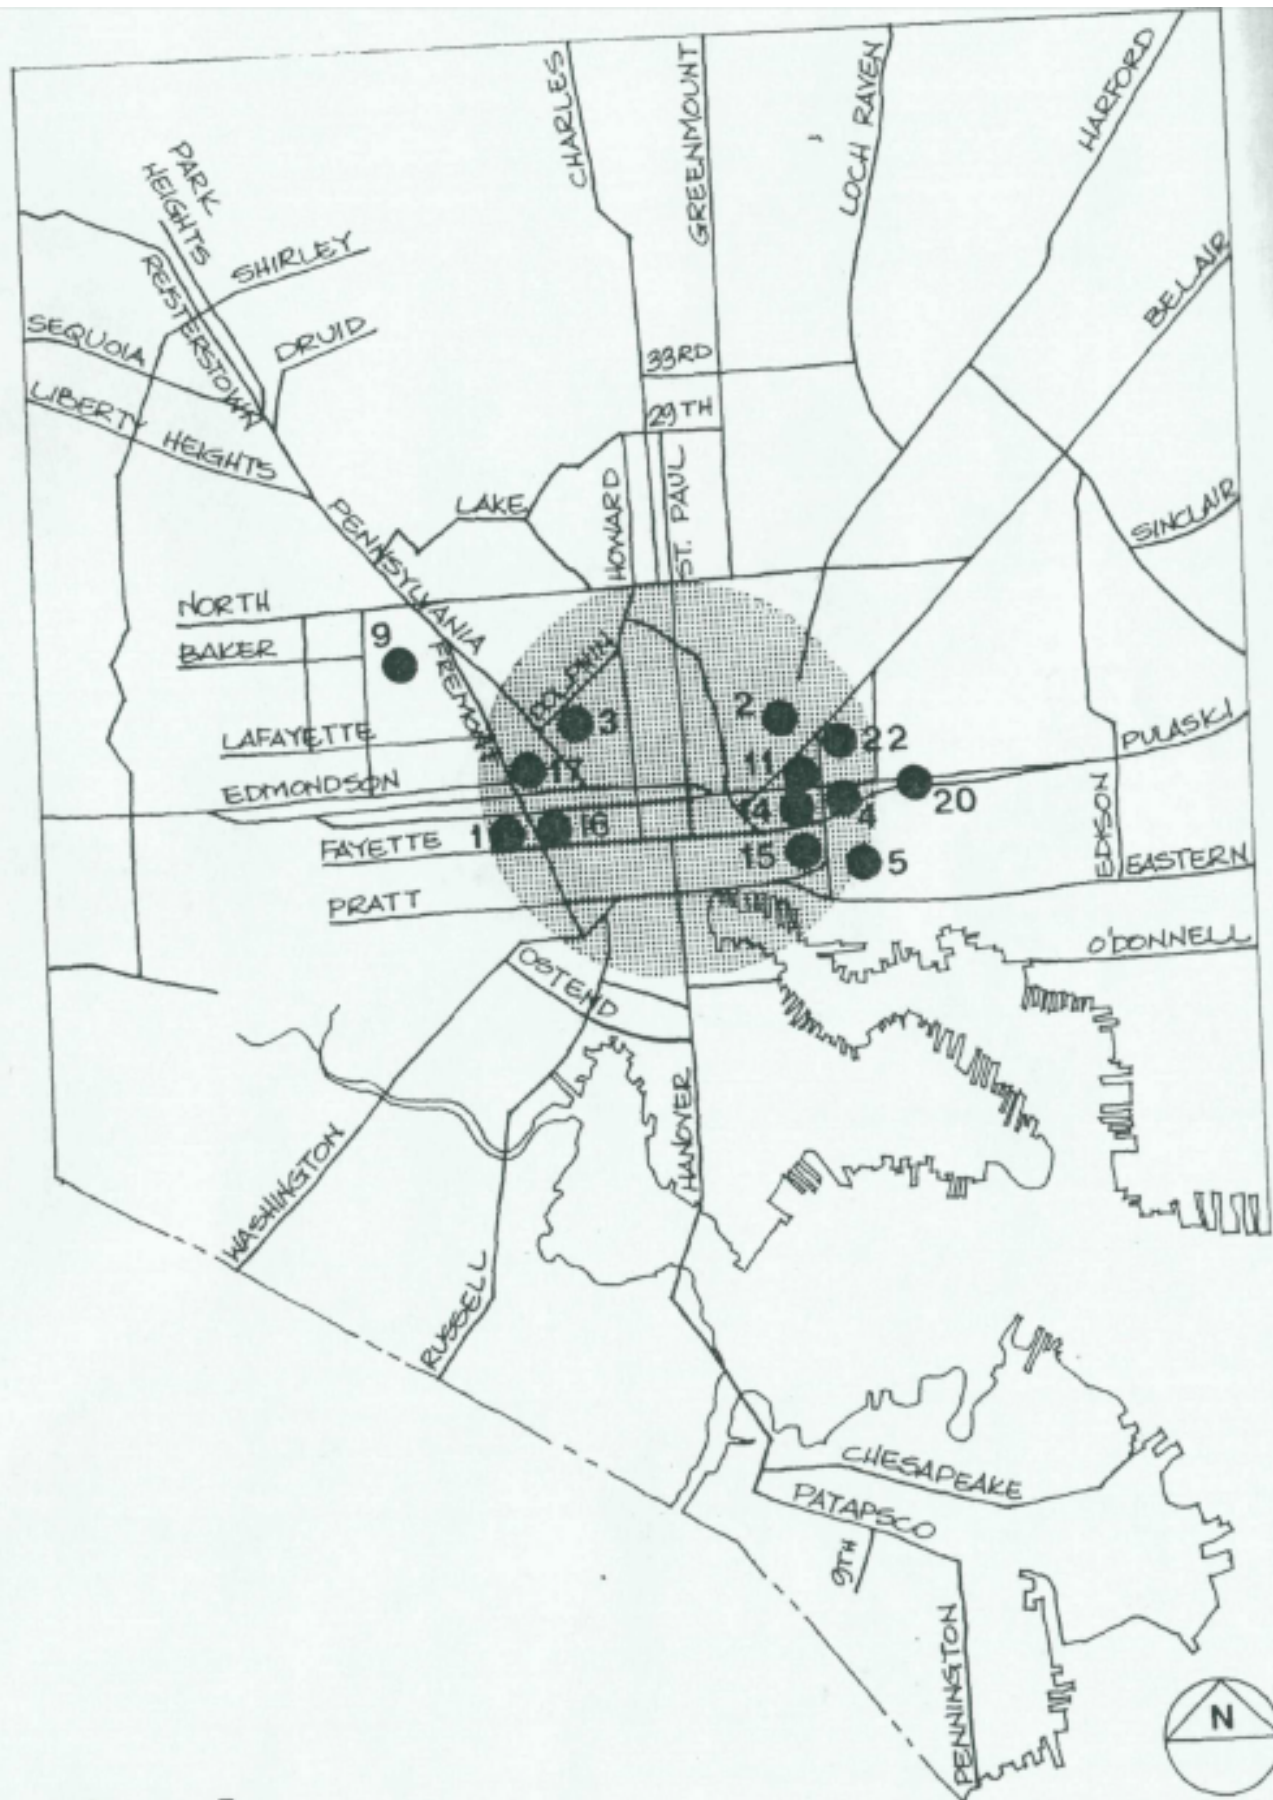 CHARLES
GREENMOUNT
LOCH RAVEN
HARFORD
PARK
HEIGHTS
SHIRLEY
REISTERSTOWN
BELAIR
SEQUOIA
DRUID
33RD
LIBERTY HEIGHTS
29TH
LAKE
HOWARD
ST. PAUL
SINCLAIR
PENNSYLVANIA
NORTH
BAKER
9
FREMONT
DOLPHIN
3
2
22
LAFAYETTE
PULASKI
17
11
EDMONDSON
20
14
4
EDISON
FAYETTE
1
16
15
5
EASTERN
PRATT
O'DONNELL
OSTEND
HANOVER
WASHINGTON
RUSSELL
CHESAPEAKE
PATAPSCO
9TH
PENNINGTON
N